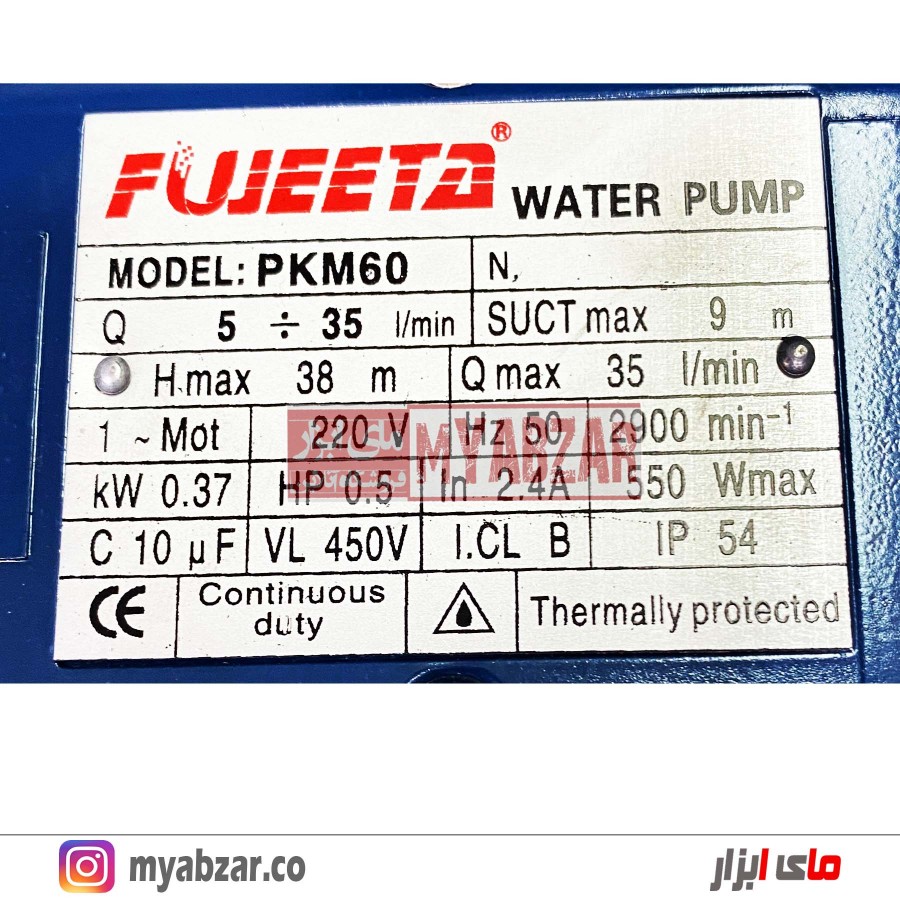 FUJEETA® WATER PUMP
MODEL: PKM60 N,
Q 5 ÷ 35 l/min SUCT max 9 m
H.max 38 m Q max 35 l/min
1 ~ Mot 220 V Hz 50 2900 min⁻¹
MYABZAR
kW 0.37 HP 0.5 In 2.4A 550 Wmax
C 10 µF VL 450V I.CL B IP 54
CE Continuous duty Thermally protected
myabzar.co
مای ابزار